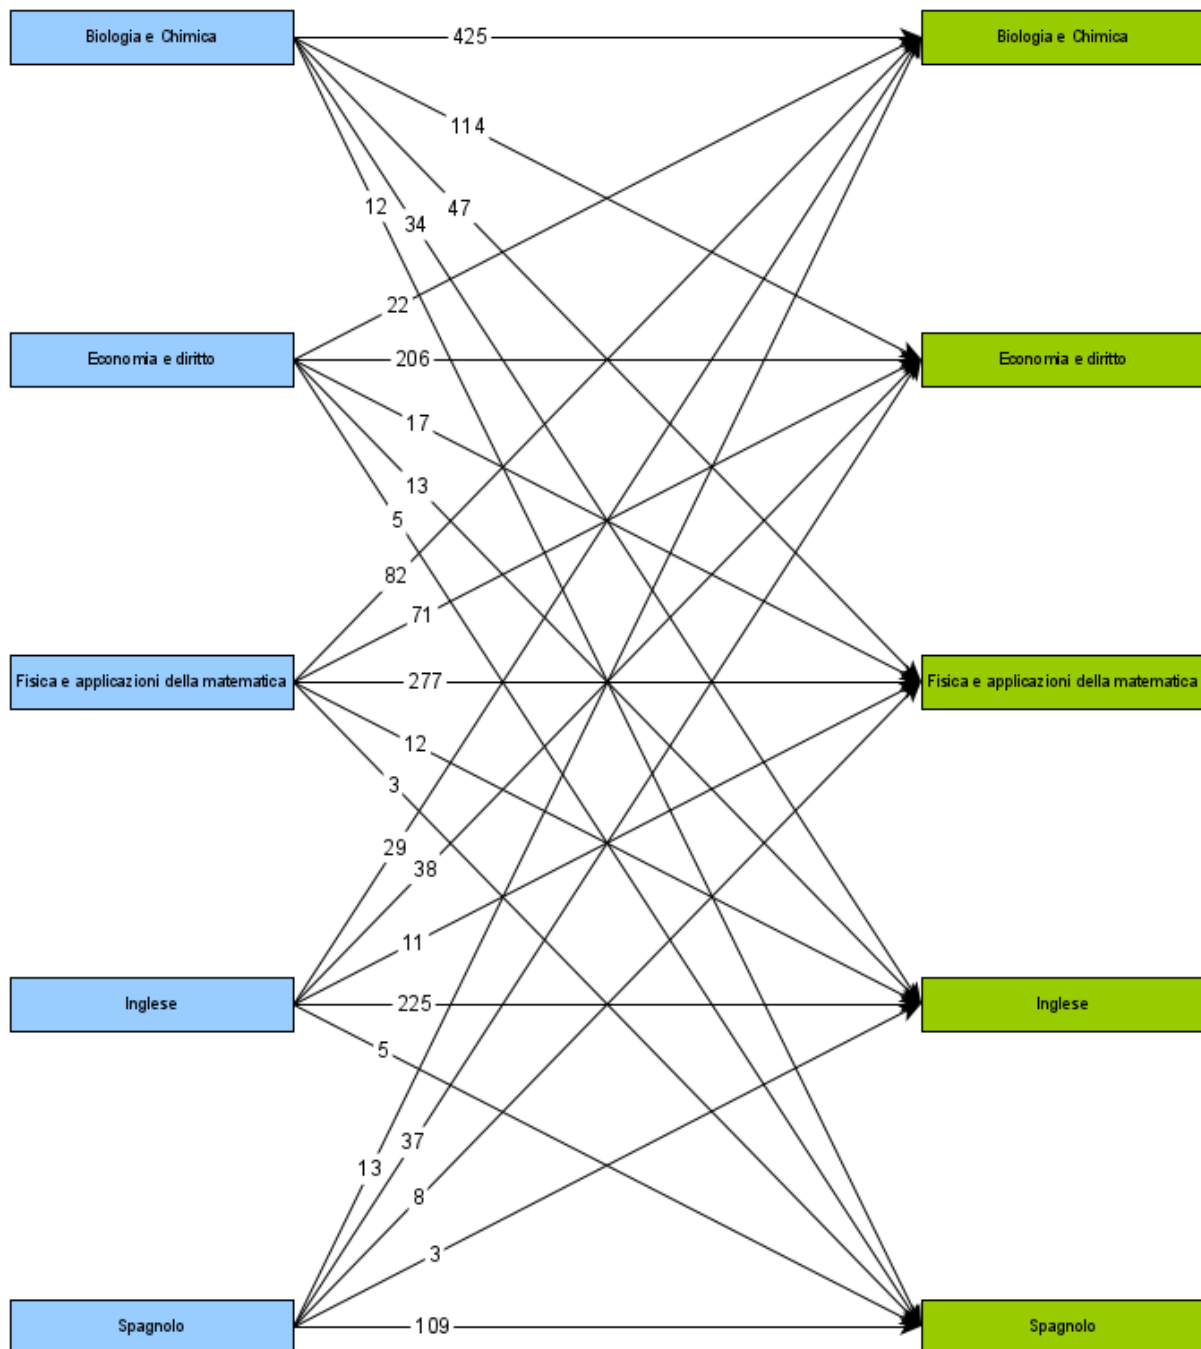 Biologia e Chimica
425
Biologia e Chimica
114
12
34
47
22
Economia e diritto
206
Economia e diritto
17
13
5
82
71
Fisica e applicazioni della matematica
277
Fisica e applicazioni della matematica
12
3
29
38
11
Inglese
225
Inglese
5
37
13
8
3
Spagnolo
109
Spagnolo